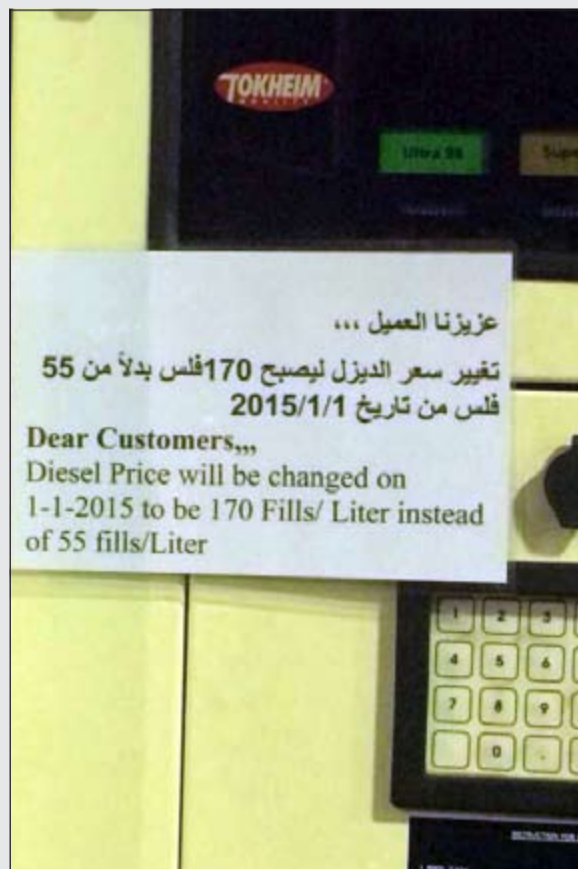 TOKHEIM
Ultra 98
عزيزنا العميل ،،،
تغيير سعر الديزل ليصبح 170فلس بدلاً من 55
فلس من تاريخ 2015/1/1
Dear Customers,,,
Diesel Price will be changed on
1-1-2015 to be 170 Fills/ Liter instead
of 55 fills/Liter
1 2 3
4 5 6
7 8 9
0 .